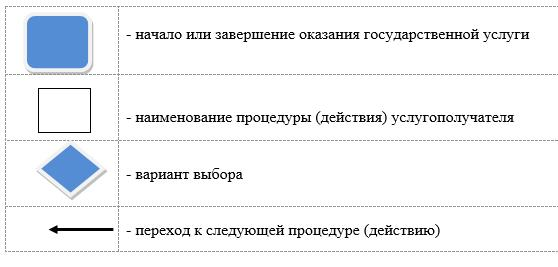 - начало или завершение оказания государственной услуги
- наименование процедуры (действия) услугополучателя
- вариант выбора
- переход к следующей процедуре (действию)